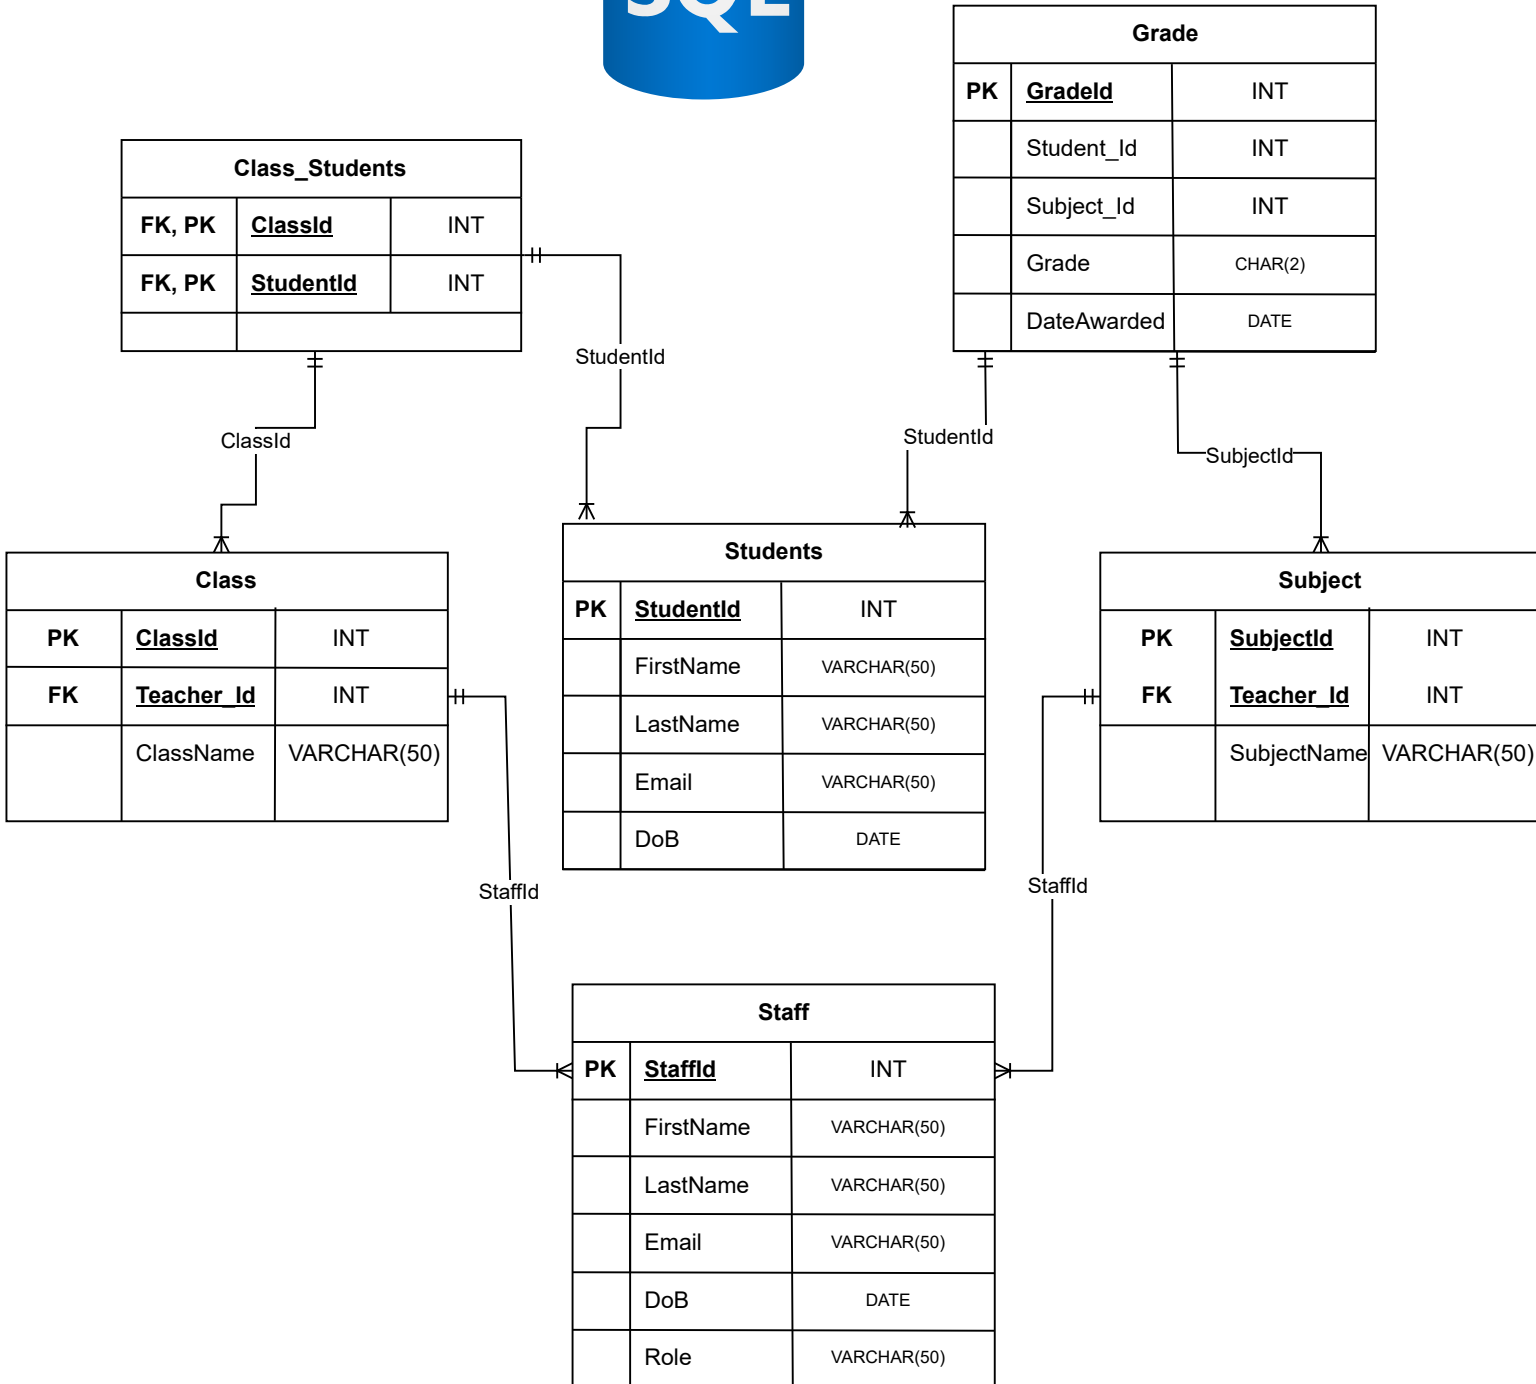 SQL
Grade
PK GradeId INT
Student_Id INT
Subject_Id INT
Grade CHAR(2)
DateAwarded DATE
Class_Students
FK, PK ClassId INT
FK, PK StudentId INT
StudentId
ClassId
StudentId
SubjectId
Class
PK ClassId INT
FK Teacher_Id INT
ClassName VARCHAR(50)
Students
PK StudentId INT
FirstName VARCHAR(50)
LastName VARCHAR(50)
Email VARCHAR(50)
DoB DATE
Subject
PK SubjectId INT
FK Teacher_Id INT
SubjectName VARCHAR(50)
StaffId
StaffId
Staff
PK StaffId INT
FirstName VARCHAR(50)
LastName VARCHAR(50)
Email VARCHAR(50)
DoB DATE
Role VARCHAR(50)